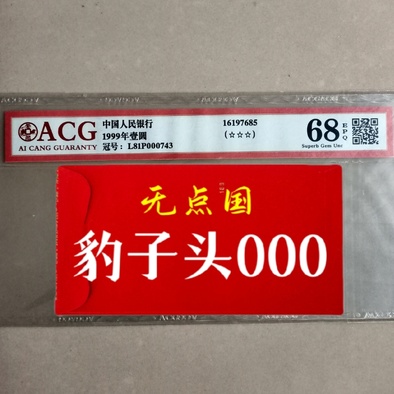 ACG
AI CANG GUARANTY
中国人民银行
1999年壹圆
冠号：L81P000743
16197685
(☆☆☆)
68 EPQ
Superb Gem Unc
无点国
豹子头000